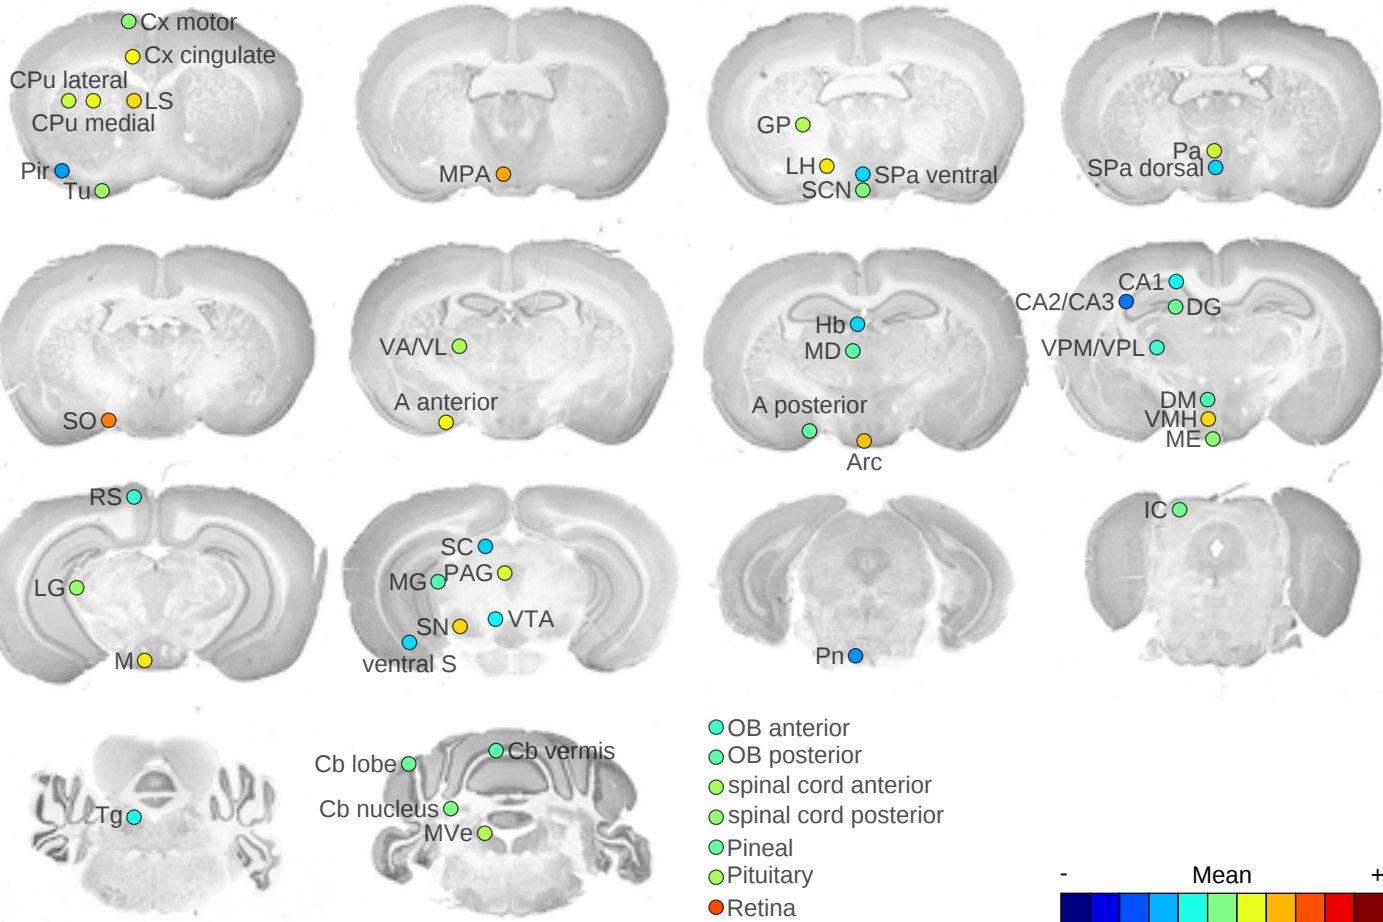 Cx motor
Cx cingulate
CPu lateral
LS
CPu medial
Pir
Tu
MPA
GP
LH
SPa ventral
SCN
Pa
SPa dorsal
SO
VA/VL
A anterior
Hb
MD
A posterior
Arc
CA1
CA2/CA3
DG
VPM/VPL
DM
VMH
ME
RS
LG
M
SC
MG
PAG
SN
VTA
ventral S
Pn
IC
Tg
Cb lobe
Cb vermis
Cb nucleus
MVe
OB anterior
OB posterior
spinal cord anterior
spinal cord posterior
Pineal
Pituitary
Retina
- Mean +